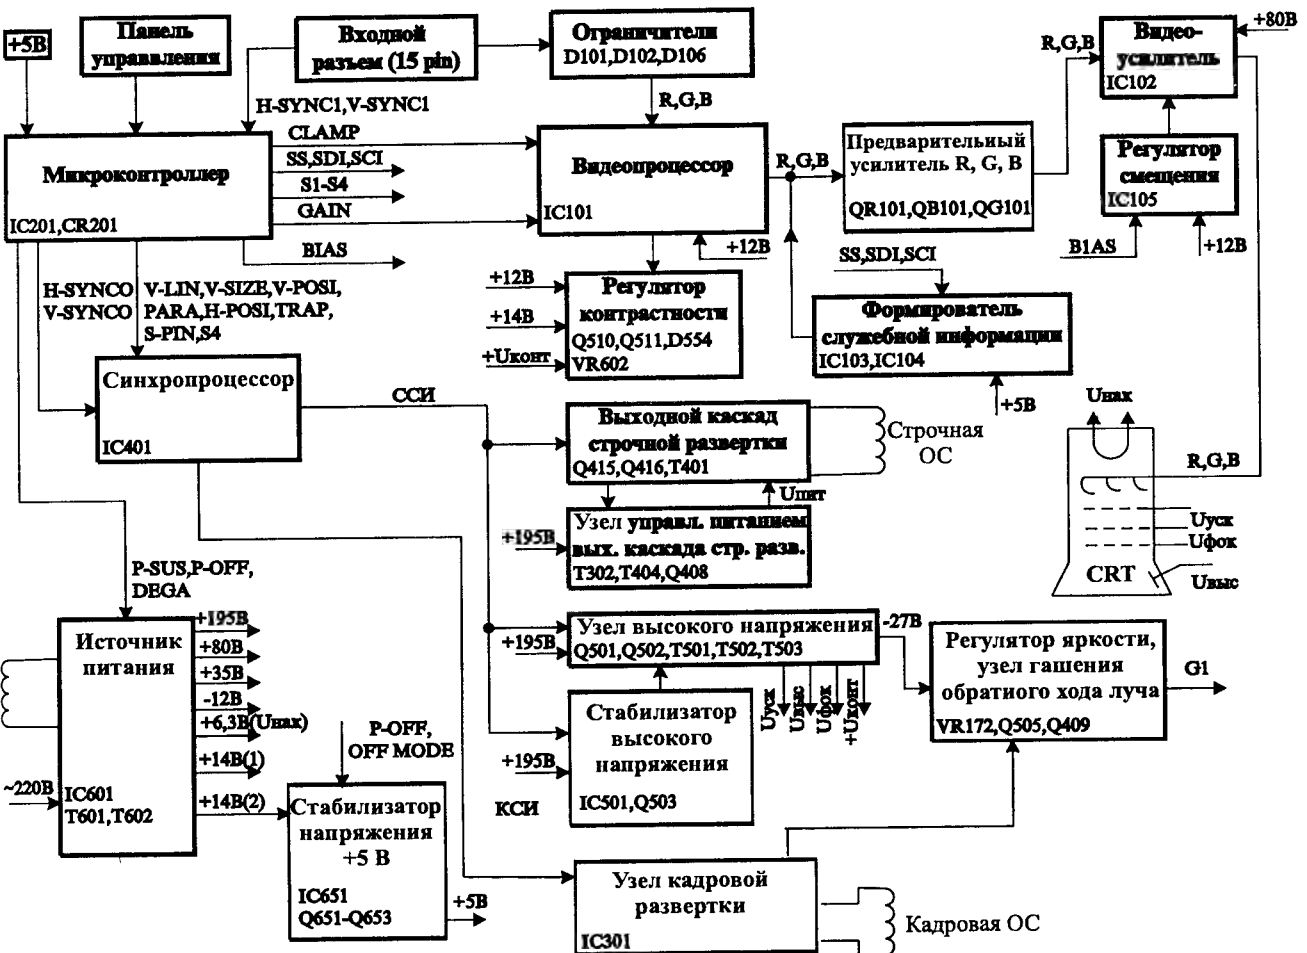 +5В
Панель
управвления
Входной
разъем (15 pin)
Ограничители
D101,D102,D106
R,G,B
Видео-
усилитель
IC102
+80В
H-SYNC1,V-SYNC1
R,G,B
CLAMP
SS,SDI,SCI
S1-S4
GAIN
BIAS
Микроконтроллер
IC201,CR201
Видеопроцессор
IC101
R,G,B
+12В
Предварительный
усилитель R, G, B
QR101,QB101,QG101
Регулятор
смещения
IC105
B1AS
+12В
SS,SDI,SCI
H-SYNCO
V-SYNCO
V-LIN,V-SIZE,V-POSI,
PARA,H-POSI,TRAP,
S-PIN,S4
+12В
+14В
+Uконт
Регулятор
контрастности
Q510,Q511,D554
VR602
Формирователь
служебной информации
IC103,IC104
+5В
Синхропроцессор
IC401
ССИ
Выходной каскад
строчной развертки
Q415,Q416,T401
Строчная
ОС
Uпит
+195В
Узел управл. питанием
вых. каскада стр. разв.
T302,T404,Q408
Uнак
R,G,B
Uуск
Uфок
Uвыс
CRT
P-SUS,P-OFF,
DEGA
Источник
питания
IC601
T601,T602
~220В
+195В
+80В
+35В
-12В
+6,3В(Uнак)
+14В(1)
+14В(2)
P-OFF,
OFF MODE
Стабилизатор
напряжения
+5 В
IC651
Q651-Q653
+5В
+195В
Узел высокого напряжения
Q501,Q502,T501,T502,T503
-27В
Uуск
Uвыс
Uфок
+Uконт
Стабилизатор
высокого
напряжения
IC501,Q503
+195В
КСИ
Регулятор яркости,
узел гашения
обратиого хода луча
VR172,Q505,Q409
G1
Узел кадровой
развертки
IC301
Кадровая ОС